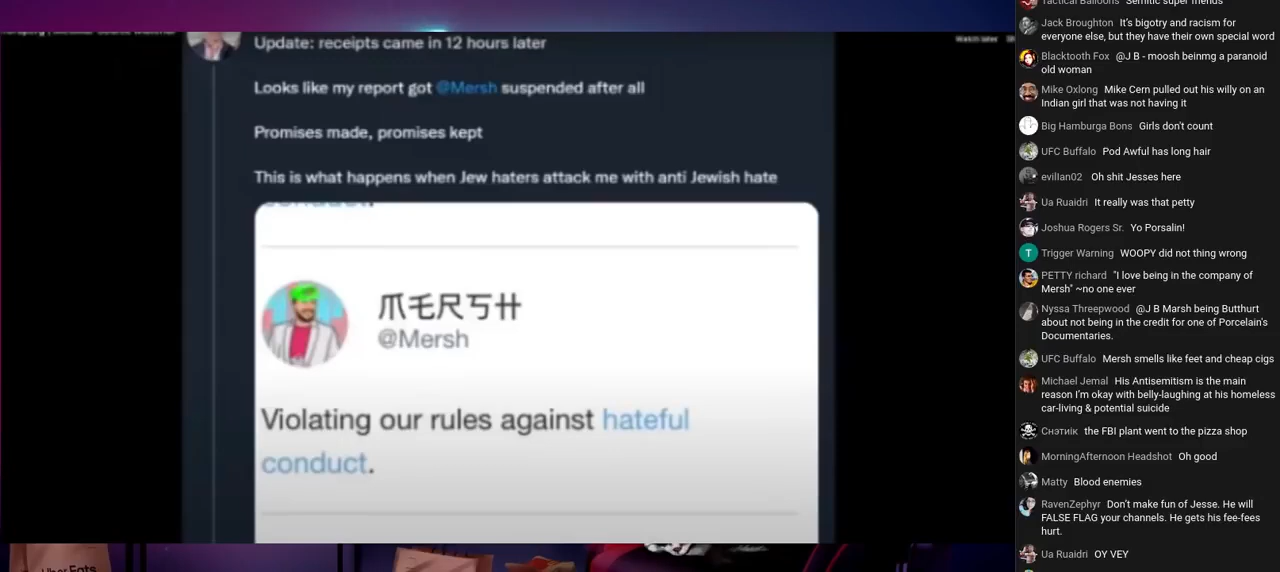 Update: receipts came in 12 hours later
Looks like my report got @Mersh suspended after all
Promises made, promises kept
This is what happens when Jew haters attack me with anti Jewish hate
conduct.
爪乇尺丂卄
@Mersh
Violating our rules against hateful
conduct.
Watch later
Uber Eats
Tactical Balloons Semitic super friends
Jack Broughton It's bigotry and racism for
everyone else, but they have their own special word
Blacktooth Fox @J B - moosh beinmg a paranoid
old woman
Mike Oxlong Mike Cern pulled out his willy on an
Indian girl that was not having it
Big Hamburga Bons Girls don't count
UFC Buffalo Pod Awful has long hair
evilIan02 Oh shit Jesses here
Ua Ruaidri It really was that petty
Joshua Rogers Sr. Yo Porsalin!
T Trigger Warning WOOPY did not thing wrong
PETTY richard "I love being in the company of
Mersh" ~no one ever
Nyssa Threepwood @J B Marsh being Butthurt
about not being in the credit for one of Porcelain's
Documentaries.
UFC Buffalo Mersh smells like feet and cheap cigs
Michael Jemal His Antisemitism is the main
reason I'm okay with belly-laughing at his homeless
car-living & potential suicide
Снэтиік the FBI plant went to the pizza shop
MorningAfternoon Headshot Oh good
Matty Blood enemies
RavenZephyr Don't make fun of Jesse. He will
FALSE FLAG your channels. He gets his fee-fees
hurt.
Ua Ruaidri OY VEY